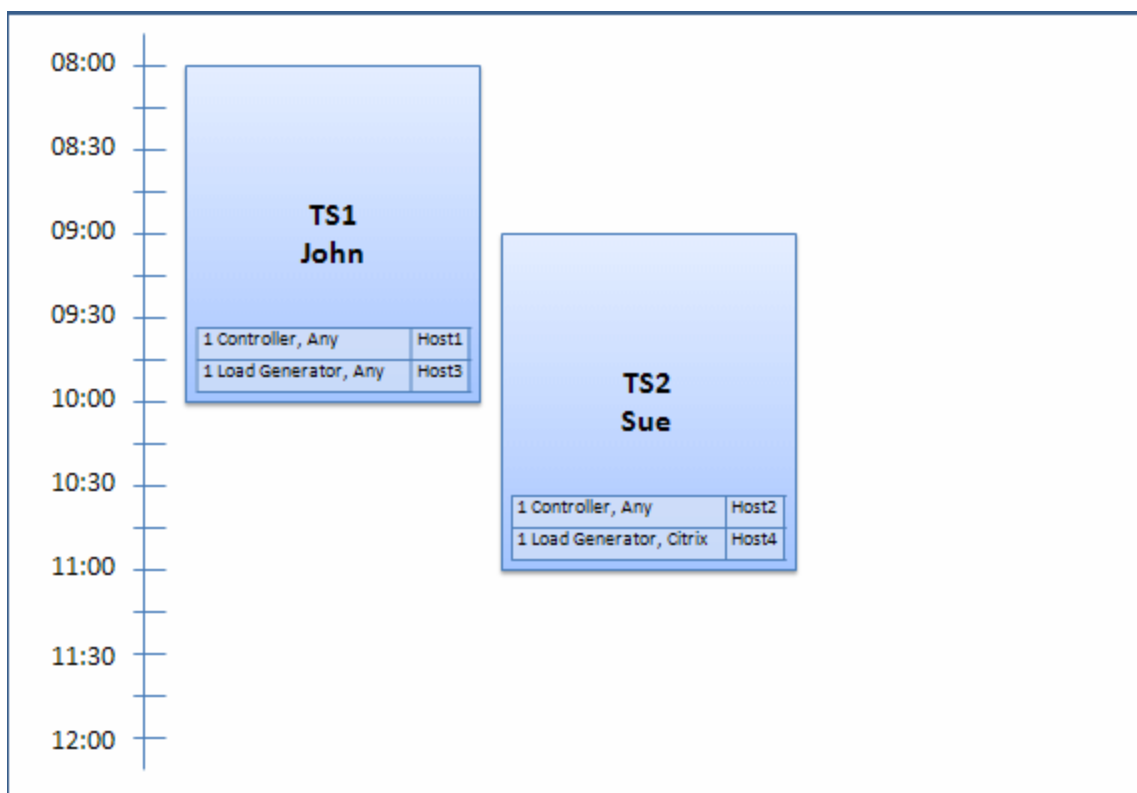 08:00
08:30
09:00
09:30
10:00
10:30
11:00
11:30
12:00
TS1
John
1 Controller, Any Host1
1 Load Generator, Any Host3
TS2
Sue
1 Controller, Any Host2
1 Load Generator, Citrix Host4